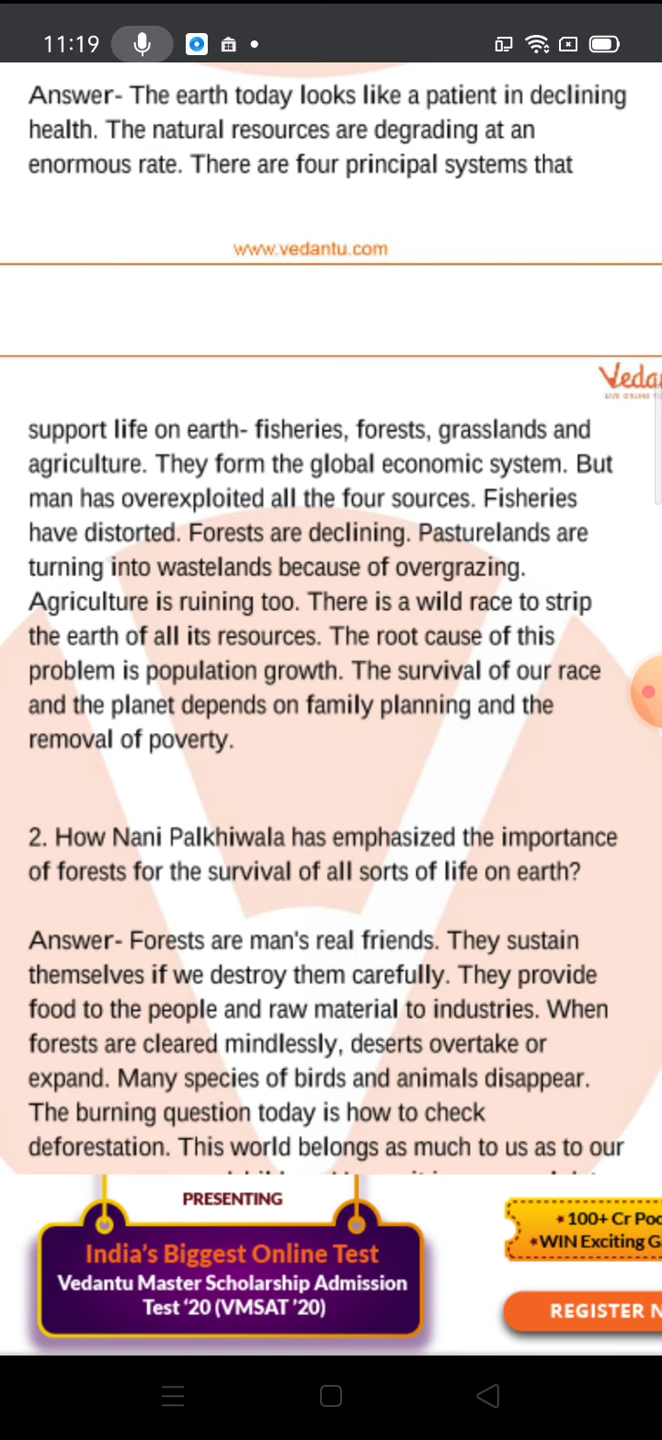 11:19
Answer- The earth today looks like a patient in declining
health. The natural resources are degrading at an
enormous rate. There are four principal systems that
www.vedantu.com
Veda
support life on earth- fisheries, forests, grasslands and
agriculture. They form the global economic system. But
man has overexploited all the four sources. Fisheries
have distorted. Forests are declining. Pasturelands are
turning into wastelands because of overgrazing.
Agriculture is ruining too. There is a wild race to strip
the earth of all its resources. The root cause of this
problem is population growth. The survival of our race
and the planet depends on family planning and the
removal of poverty.
2. How Nani Palkhiwala has emphasized the importance
of forests for the survival of all sorts of life on earth?
Answer- Forests are man's real friends. They sustain
themselves if we destroy them carefully. They provide
food to the people and raw material to industries. When
forests are cleared mindlessly, deserts overtake or
expand. Many species of birds and animals disappear.
The burning question today is how to check
deforestation. This world belongs as much to us as to our
PRESENTING
India's Biggest Online Test
Vedantu Master Scholarship Admission
Test '20 (VMSAT '20)
100+ Cr Poo
WIN Exciting G
REGISTER N